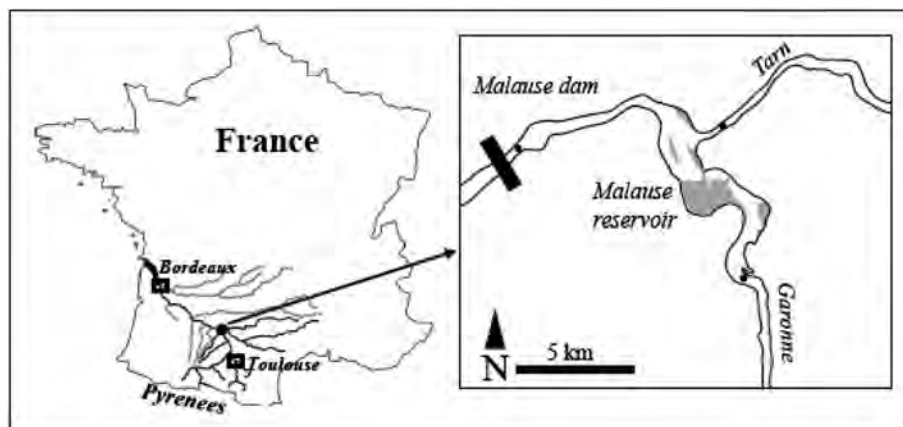 France
Bordeaux
Toulouse
Pyrenees
Malause dam
Tarn
Malause
reservoir
Garonne
N
5 km